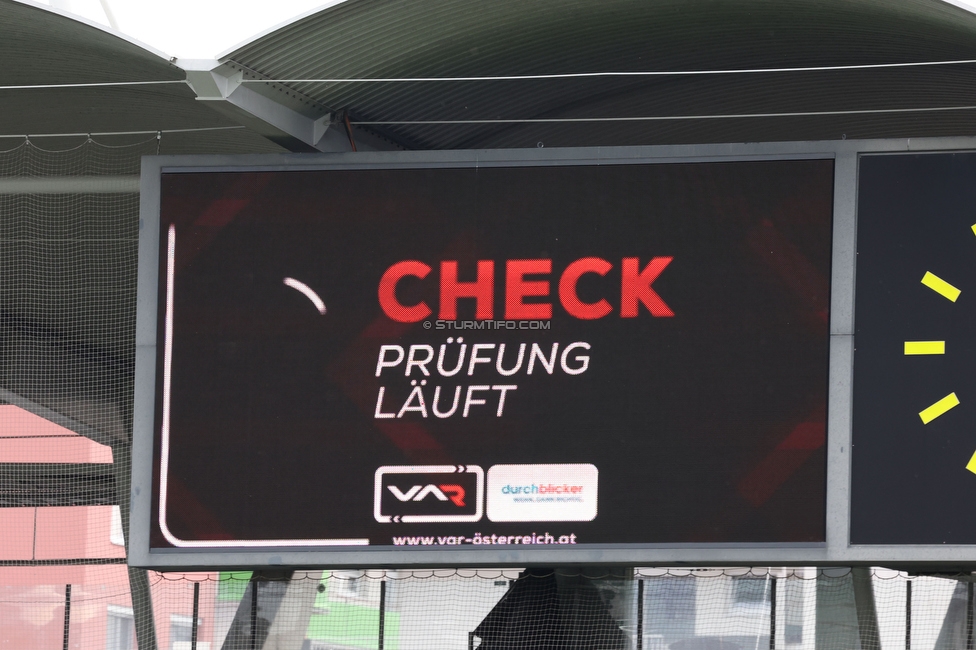 CHECK
© STURMTIFO.COM
PRÜFUNG
LÄUFT
VAR
durchblicker
www.var-österreich.at